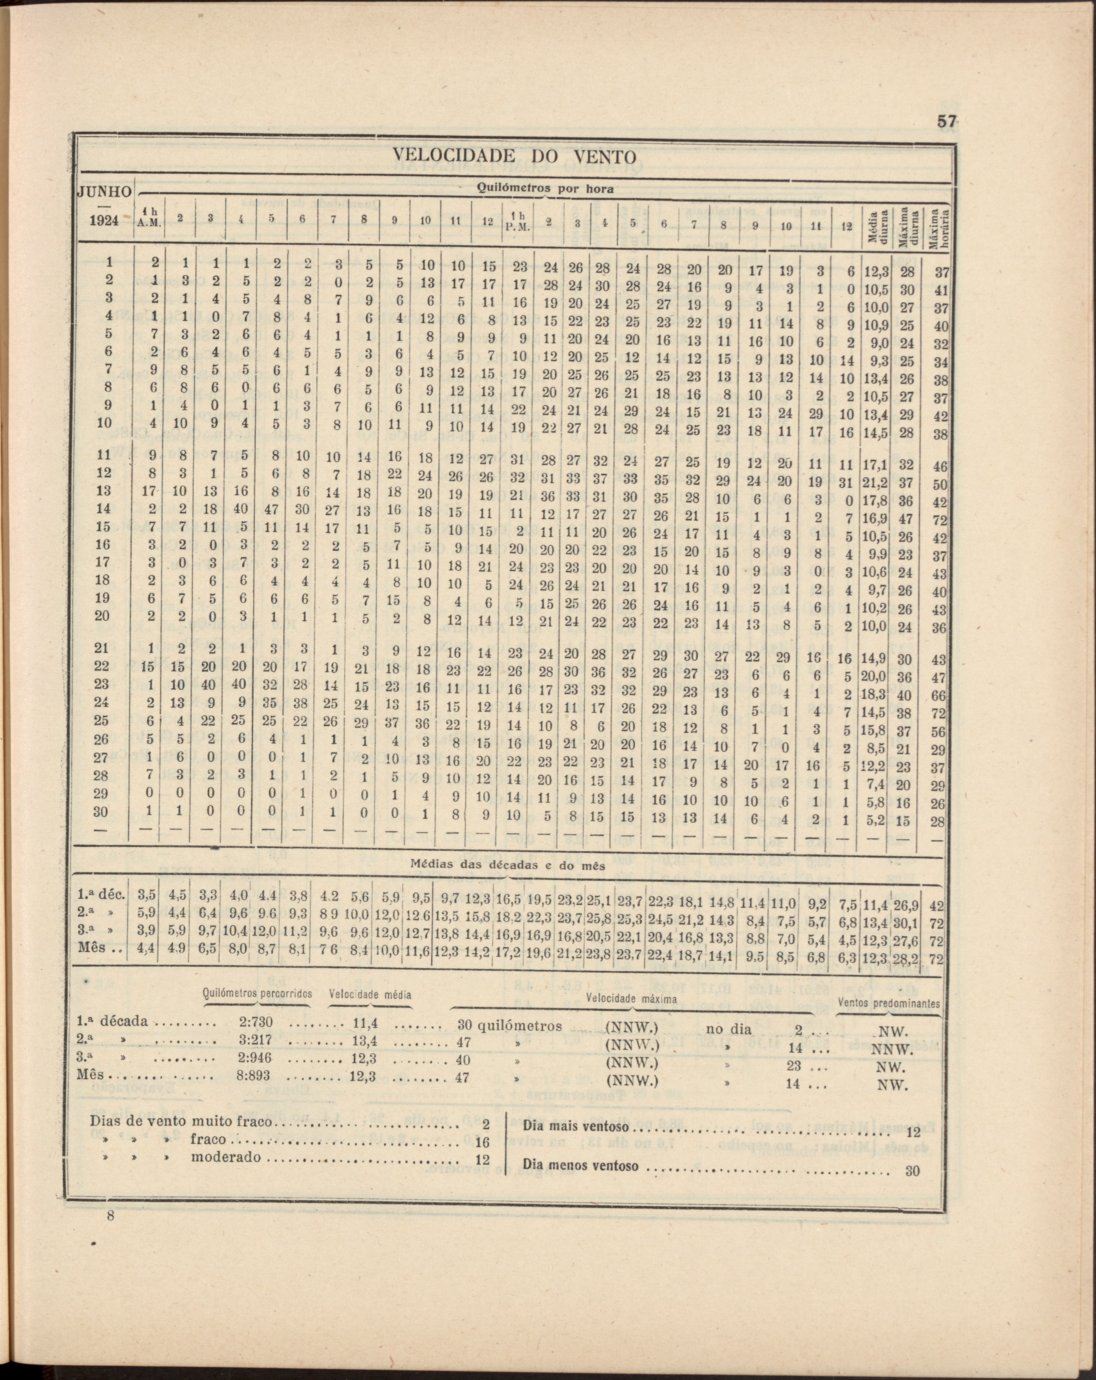 57
VELOCIDADE DO VENTO
JUNHO — 1924 Quilómetros por hora
1 h A.M. 2 3 4 5 6 7 8 9 10 11 12 1 h P.M. 2 3 4 5 6 7 8 9 10 11 12 Média diurna Máxima diurna Máxima horária
1 2 1 1 1 2 2 3 5 5 10 10 15 23 24 26 28 24 28 20 20 17 19 3 6 12,3 28 37
2 1 3 2 5 2 2 0 2 5 13 17 17 17 28 24 30 28 24 16 9 4 3 1 0 10,5 30 41
3 2 1 4 5 4 8 7 9 6 6 5 11 16 19 20 24 25 27 19 9 3 1 2 6 10,0 27 37
4 1 1 0 7 8 4 1 6 4 12 6 8 13 15 22 23 25 23 22 19 11 14 8 9 10,9 25 40
5 7 3 2 6 6 4 1 1 1 8 9 9 9 11 20 24 20 16 13 11 16 10 6 2 9,0 24 32
6 2 6 4 6 4 5 5 3 6 4 5 7 10 12 20 25 12 14 12 15 9 13 10 14 9,3 25 34
7 9 8 5 5 6 1 4 9 9 13 12 15 19 20 25 26 25 25 23 13 13 12 14 10 13,4 26 38
8 6 8 6 0 6 6 6 5 6 9 12 13 17 20 27 26 21 18 16 8 10 3 2 2 10,5 27 37
9 1 4 0 1 1 3 7 6 6 11 11 14 22 24 21 24 29 24 15 21 13 24 29 10 13,4 29 42
10 4 10 9 4 5 3 8 10 11 9 10 14 19 22 27 21 28 24 25 23 18 11 17 16 14,5 28 38
11 9 8 7 5 8 10 10 14 16 18 12 27 31 28 27 32 24 27 25 19 12 20 11 11 17,1 32 46
12 8 3 1 5 6 8 7 18 22 24 26 26 32 31 33 37 33 35 32 29 24 20 19 31 21,2 37 50
13 17 10 13 16 8 16 14 18 18 20 19 19 21 36 33 31 30 35 28 10 6 6 3 0 17,8 36 42
14 2 2 18 40 47 30 27 13 16 18 15 11 11 12 17 27 27 26 21 15 1 1 2 7 16,9 47 72
15 7 7 11 5 11 14 17 11 5 5 10 15 2 11 11 20 26 24 17 11 4 3 1 5 10,5 26 42
16 3 2 0 3 2 2 2 5 7 5 9 14 20 20 20 22 23 15 20 15 8 9 8 4 9,9 23 37
17 3 0 3 7 3 2 2 5 11 10 18 21 24 23 23 20 20 20 14 10 9 3 0 3 10,6 24 43
18 2 3 6 6 4 4 4 4 8 10 10 5 24 26 24 21 21 17 16 9 2 1 2 4 9,7 26 40
19 6 7 5 6 6 6 5 7 15 8 4 6 5 15 25 26 26 24 16 11 5 4 6 1 10,2 26 43
20 2 2 0 3 1 1 1 5 2 8 12 14 12 21 24 22 23 22 23 14 13 8 5 2 10,0 24 36
21 1 2 2 1 3 3 1 3 9 12 16 14 23 24 20 28 27 29 30 27 22 29 16 16 14,9 30 43
22 15 15 20 20 20 17 19 21 18 18 23 22 26 28 30 36 32 26 27 23 6 6 6 5 20,0 36 47
23 1 10 40 40 32 28 14 15 23 16 11 11 16 17 23 32 32 29 23 13 6 4 1 2 18,3 40 66
24 2 13 9 9 35 38 25 24 13 15 15 12 14 12 11 17 26 22 13 6 5 1 4 7 14,5 38 72
25 6 4 22 25 25 22 26 29 37 36 22 19 14 10 8 6 20 18 12 8 1 1 3 5 15,8 37 56
26 5 5 2 6 4 1 1 1 4 3 8 15 16 19 21 20 20 16 14 10 7 0 4 2 8,5 21 29
27 1 6 0 0 0 1 7 2 10 13 16 20 22 23 22 23 21 18 17 14 20 17 16 5 12,2 23 37
28 7 3 2 3 1 1 2 1 5 9 10 12 14 20 16 15 14 17 9 8 5 2 1 1 7,4 20 29
29 0 0 0 0 0 1 0 0 1 4 9 10 14 11 9 13 14 16 10 10 10 6 1 1 5,8 16 26
30 1 1 0 0 0 1 1 0 0 1 8 9 10 5 8 15 15 13 13 14 6 4 2 1 5,2 15 28
— — — — — — — — — — — — — — — — — — — — — — — — — — — —
Médias das décadas e do mês
1.ª déc. 3,5 4,5 3,3 4,0 4.4 3,8 4.2 5,6 5,9 9,5 9,7 12,3 16,5 19,5 23,2 25,1 23,7 22,3 18,1 14,8 11,4 11,0 9,2 7,5 11,4 26,9 42
2.ª » 5,9 4,4 6,4 9,6 9.6 9.3 8 9 10,0 12,0 12 6 13,5 15,8 18,2 22,3 23,7 25,8 25,3 24,5 21,2 14.3 8,4 7,5 5,7 6,8 13,4 30,1 72
3.ª » 3,9 5,9 9,7 10,4 12,0 11,2 9,6 9.6 12,0 12,7 13,8 14,4 16,9 16,9 16,8 20,5 22,1 20,4 16,8 13,3 8,8 7,0 5,4 4,5 12,3 27,6 72
Mês .. 4.4 4.9 6,5 8,0 8,7 8,1 7 6 8,4 10,0 11,6 12,3 14,2 17,2 19,6 21,2 23,8 23,7 22,4 18,7 14,1 9.5 8,5 6,8 6,3 12,3 28,2 72
Quilómetros percorridos Velocidade média Velocidade máxima Ventos predominantes
1.ª década ......... 2:730 ........ 11,4 ....... 30 quilómetros (NNW.) no dia 2 ... NW.
2.ª » ......... 3:217 ........ 13,4 ........ 47 » (NNW.) » 14 ... NNW.
3.ª » ......... 2:946 ........ 12,3 ........ 40 » (NNW.) » 23 ... NW.
Mês ............... 8:893 ........ 12,3 ........ 47 » (NNW.) » 14 ... NW.
Dias de vento muito fraco......................... 2
» » » fraco................................ 16
» » » moderado ........................... 12
Dia mais ventoso ..................................... 12
Dia menos ventoso .................................. 30
8